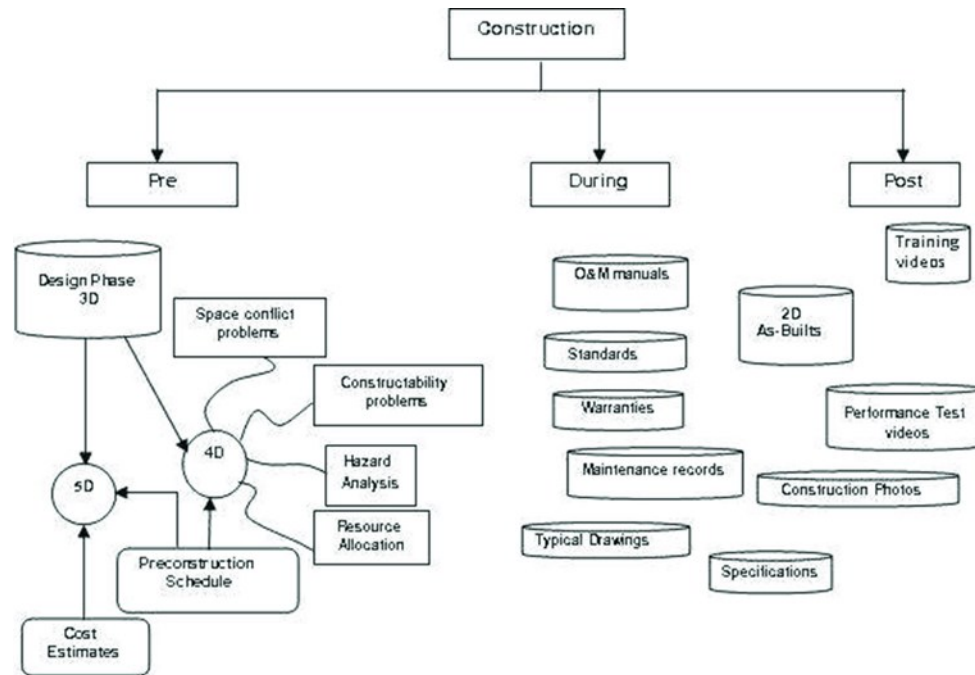 Construction
Pre
During
Post
Design Phase
3D
Space conflict
problems
Constructability
problems
4D
Hazard
Analysis
Resource
Allocation
5D
Preconstruction
Schedule
Cost
Estimates
O&M manuals
Standards
Warranties
Maintenance records
Typical Drawings
Training
videos
2D
As-Builts
Performance Test
videos
Construction Photos
Specifications